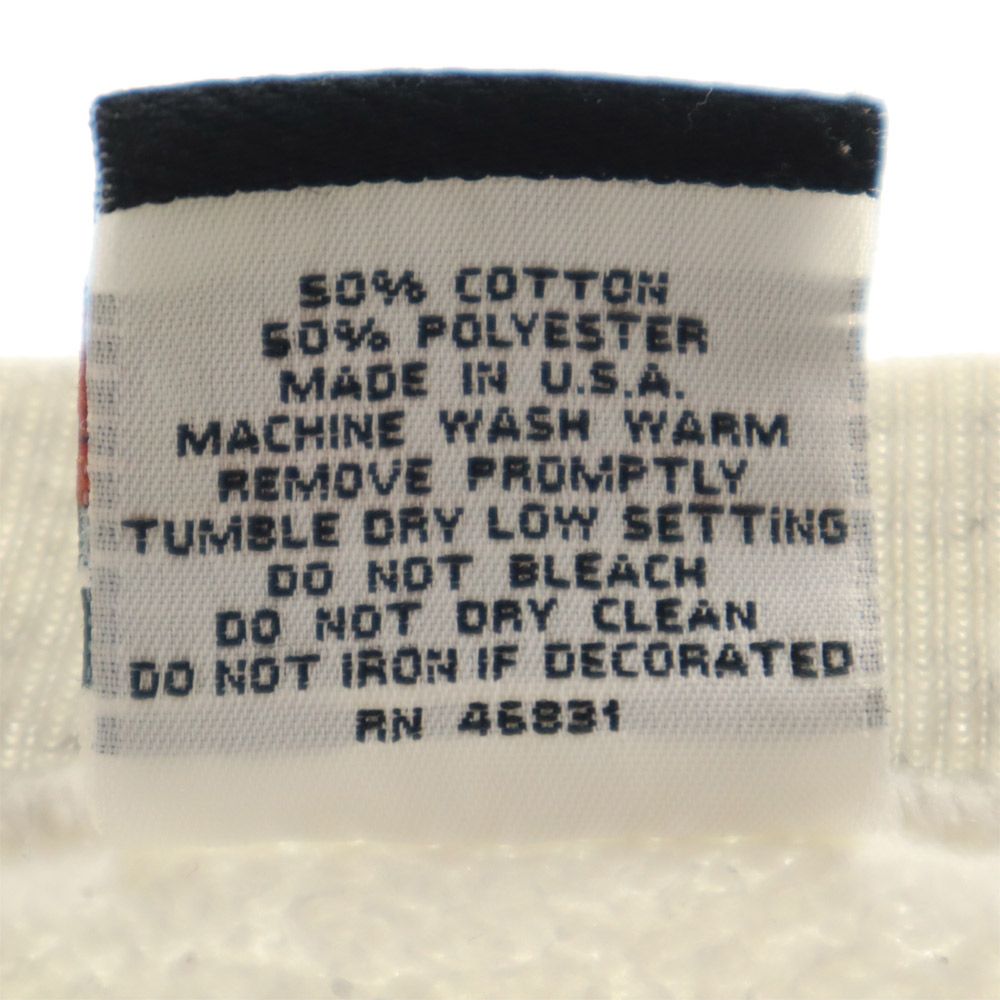 50% COTTON
50% POLYESTER
MADE IN U.S.A.
MACHINE WASH WARM
REMOVE PROMPTLY
TUMBLE DRY LOW SETTING
DO NOT BLEACH
DO NOT DRY CLEAN
DO NOT IRON IF DECORATED
RN 46831